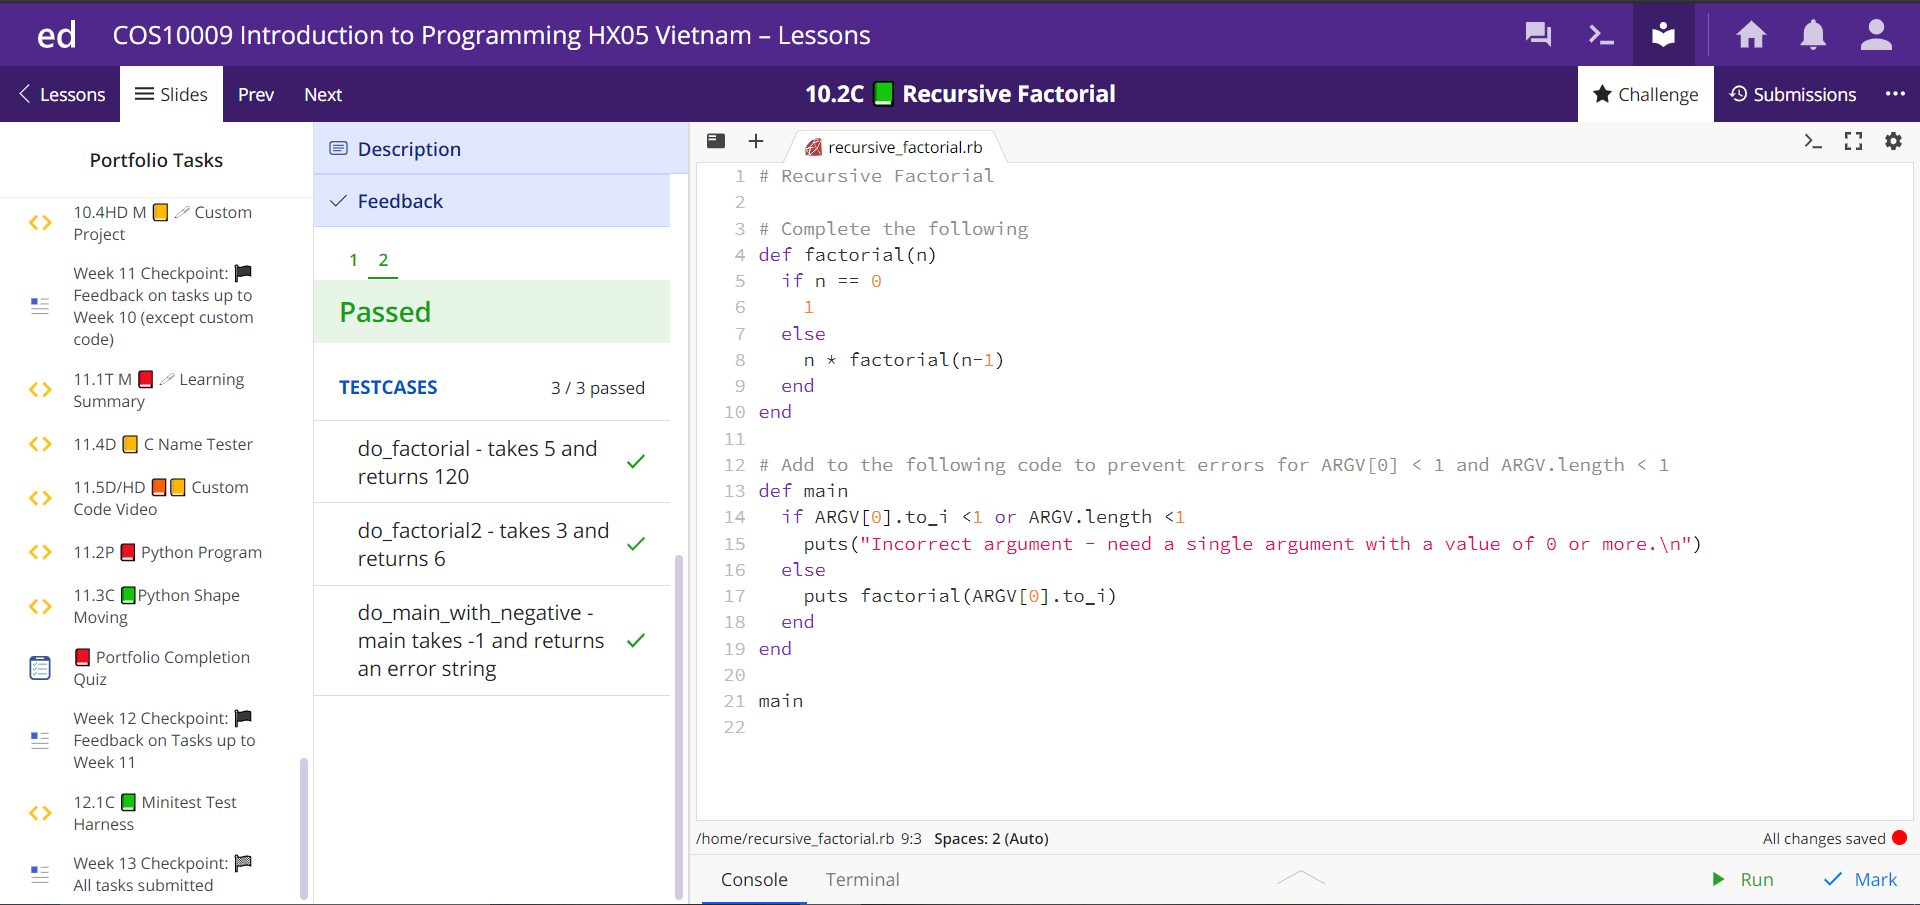 ed COS10009 Introduction to Programming HX05 Vietnam – Lessons
Lessons Slides Prev Next 10.2C 📗 Recursive Factorial Challenge Submissions
Portfolio Tasks
10.4HD M 📒 🖊 Custom
Project
Week 11 Checkpoint: 🏴
Feedback on tasks up to
Week 10 (except custom
code)
11.1T M 📕 🖊 Learning
Summary
11.4D 📒 C Name Tester
11.5D/HD 📙📒 Custom
Code Video
11.2P 📕 Python Program
11.3C 📗Python Shape
Moving
📕 Portfolio Completion
Quiz
Week 12 Checkpoint: 🏴
Feedback on Tasks up to
Week 11
12.1C 📗 Minitest Test
Harness
Week 13 Checkpoint: 🏁
All tasks submitted
Description
Feedback
1 2
Passed
TESTCASES 3 / 3 passed
do_factorial - takes 5 and
returns 120
do_factorial2 - takes 3 and
returns 6
do_main_with_negative -
main takes -1 and returns
an error string
recursive_factorial.rb
1 # Recursive Factorial
2
3 # Complete the following
4 def factorial(n)
5   if n == 0
6     1
7   else
8     n * factorial(n-1)
9   end
10 end
11
12 # Add to the following code to prevent errors for ARGV[0] < 1 and ARGV.length < 1
13 def main
14   if ARGV[0].to_i <1 or ARGV.length <1
15     puts("Incorrect argument - need a single argument with a value of 0 or more.\n")
16   else
17     puts factorial(ARGV[0].to_i)
18   end
19 end
20
21 main
22
/home/recursive_factorial.rb 9:3 Spaces: 2 (Auto) All changes saved
Console Terminal Run Mark